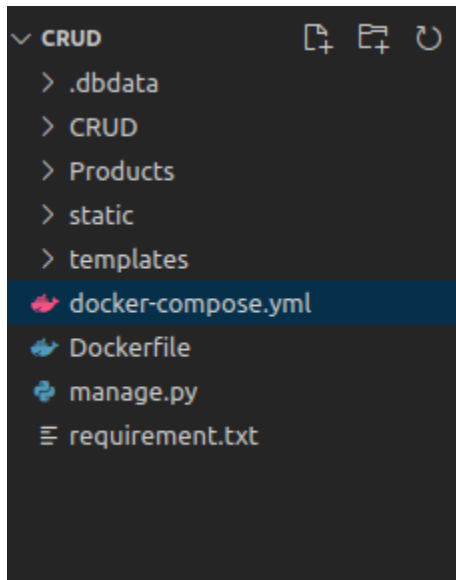 CRUD
.dbdata
CRUD
Products
static
templates
docker-compose.yml
Dockerfile
manage.py
requirement.txt